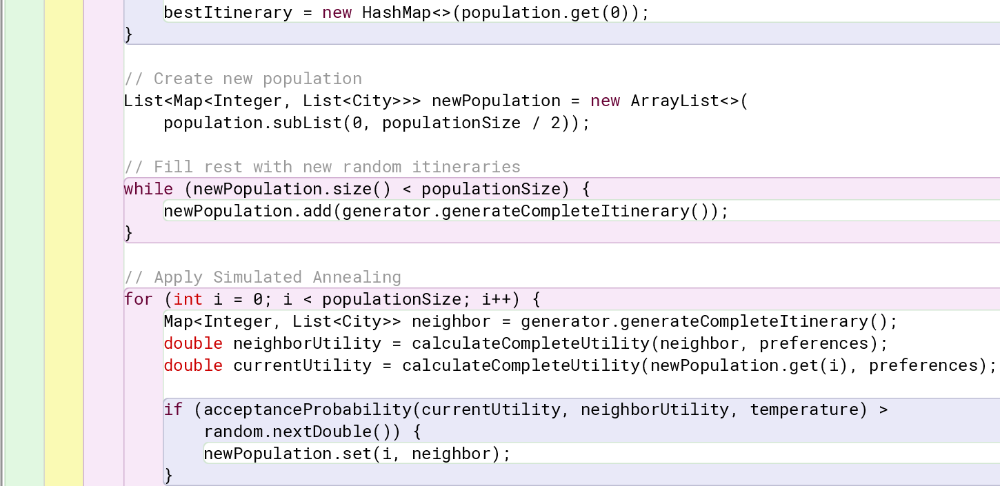 bestItinerary = new HashMap<>(population.get(0));
}
// Create new population
List<Map<Integer, List<City>>> newPopulation = new ArrayList<>(
population.subList(0, populationSize / 2));
// Fill rest with new random itineraries
while (newPopulation.size() < populationSize) {
newPopulation.add(generator.generateCompleteItinerary());
}
// Apply Simulated Annealing
for (int i = 0; i < populationSize; i++) {
Map<Integer, List<City>> neighbor = generator.generateCompleteItinerary();
double neighborUtility = calculateCompleteUtility(neighbor, preferences);
double currentUtility = calculateCompleteUtility(newPopulation.get(i), preferences);
if (acceptanceProbability(currentUtility, neighborUtility, temperature) >
random.nextDouble()) {
newPopulation.set(i, neighbor);
}